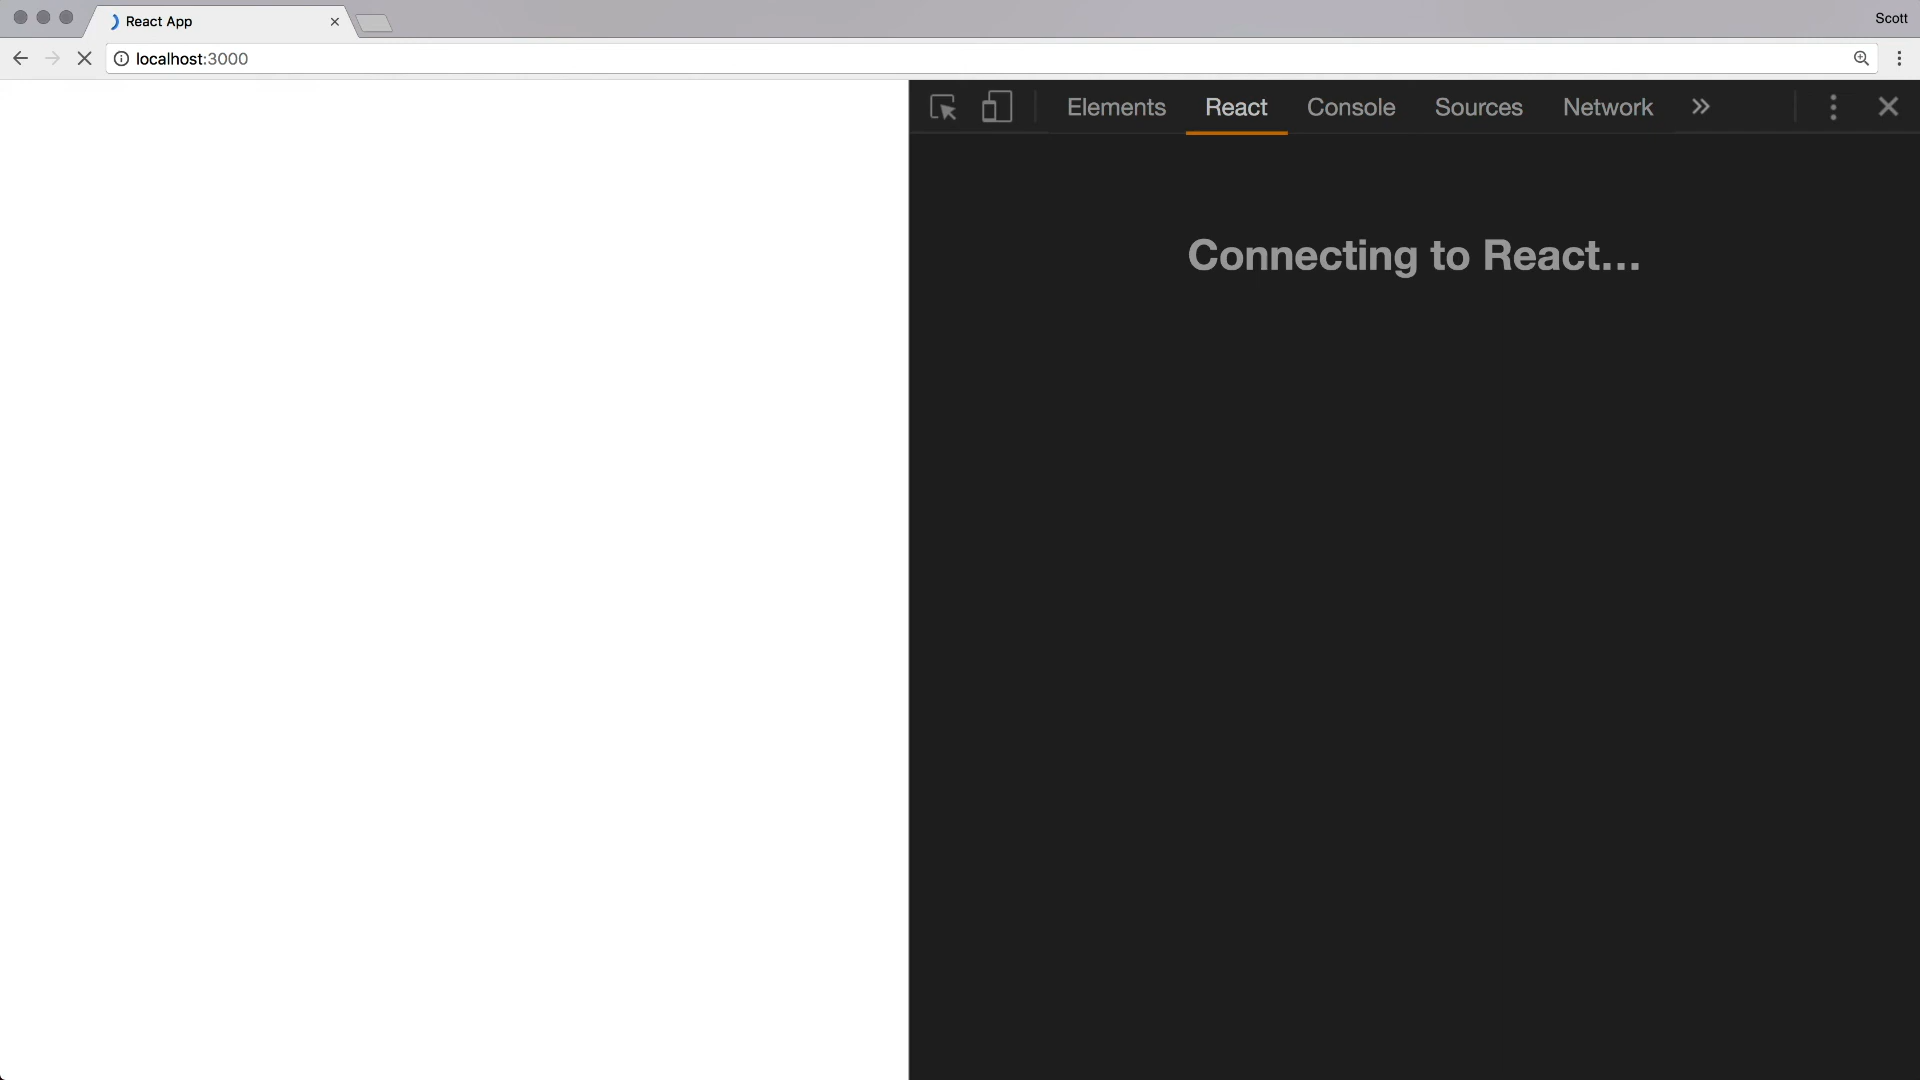 React App
Scott
localhost:3000
Elements React Console Sources Network
Connecting to React...